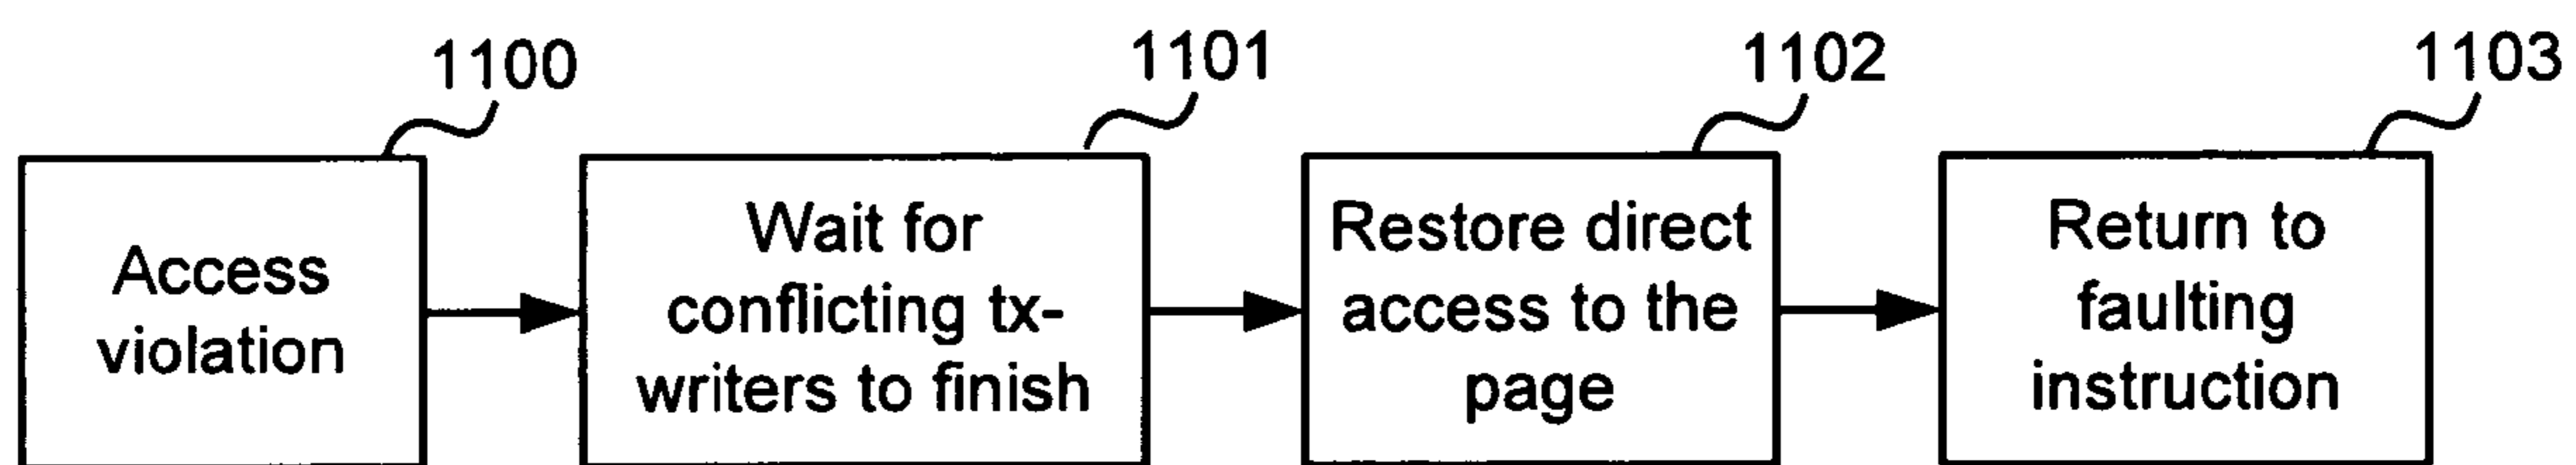 1100
1101
1102
1103
Access
violation
Wait for
conflicting tx-
writers to finish
Restore direct
access to the
page
Return to
faulting
instruction